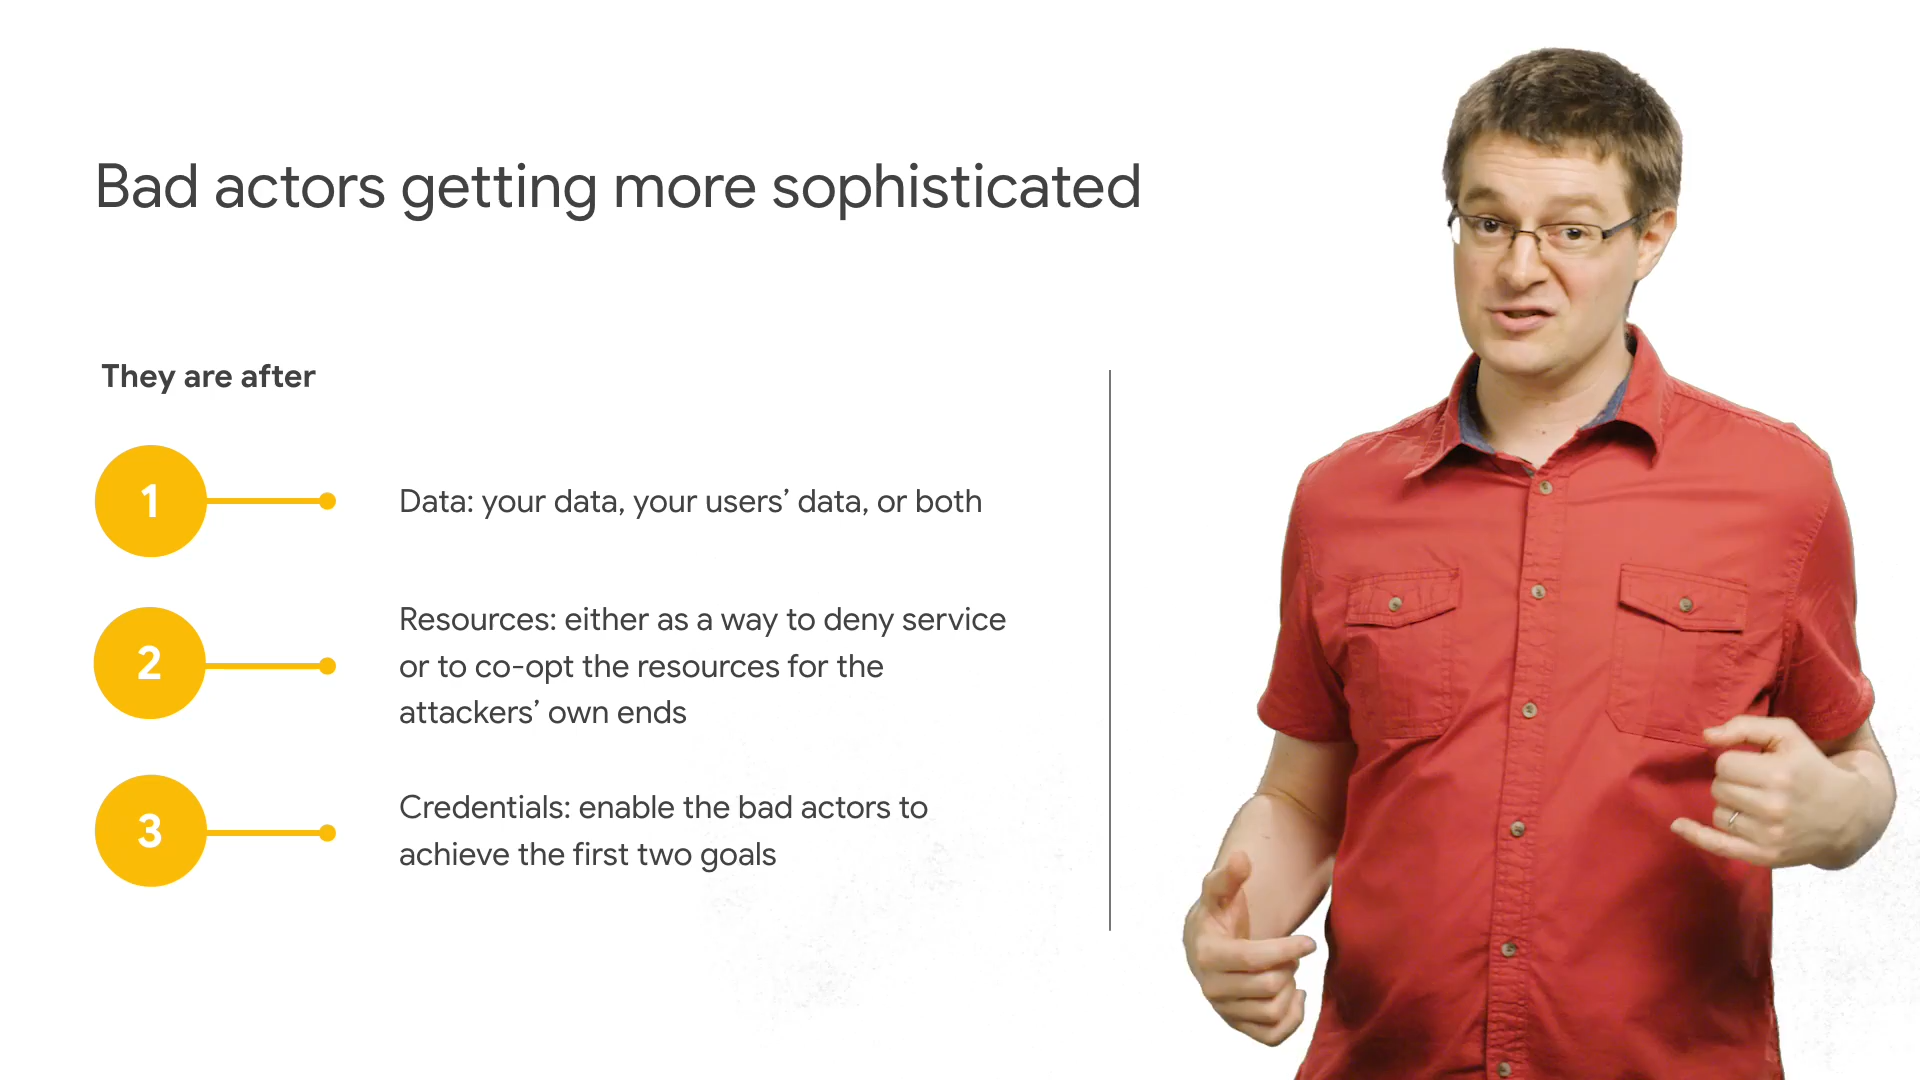 Bad actors getting more sophisticated
They are after
1
Data: your data, your users’ data, or both
2
Resources: either as a way to deny service
or to co-opt the resources for the
attackers’ own ends
3
Credentials: enable the bad actors to
achieve the first two goals